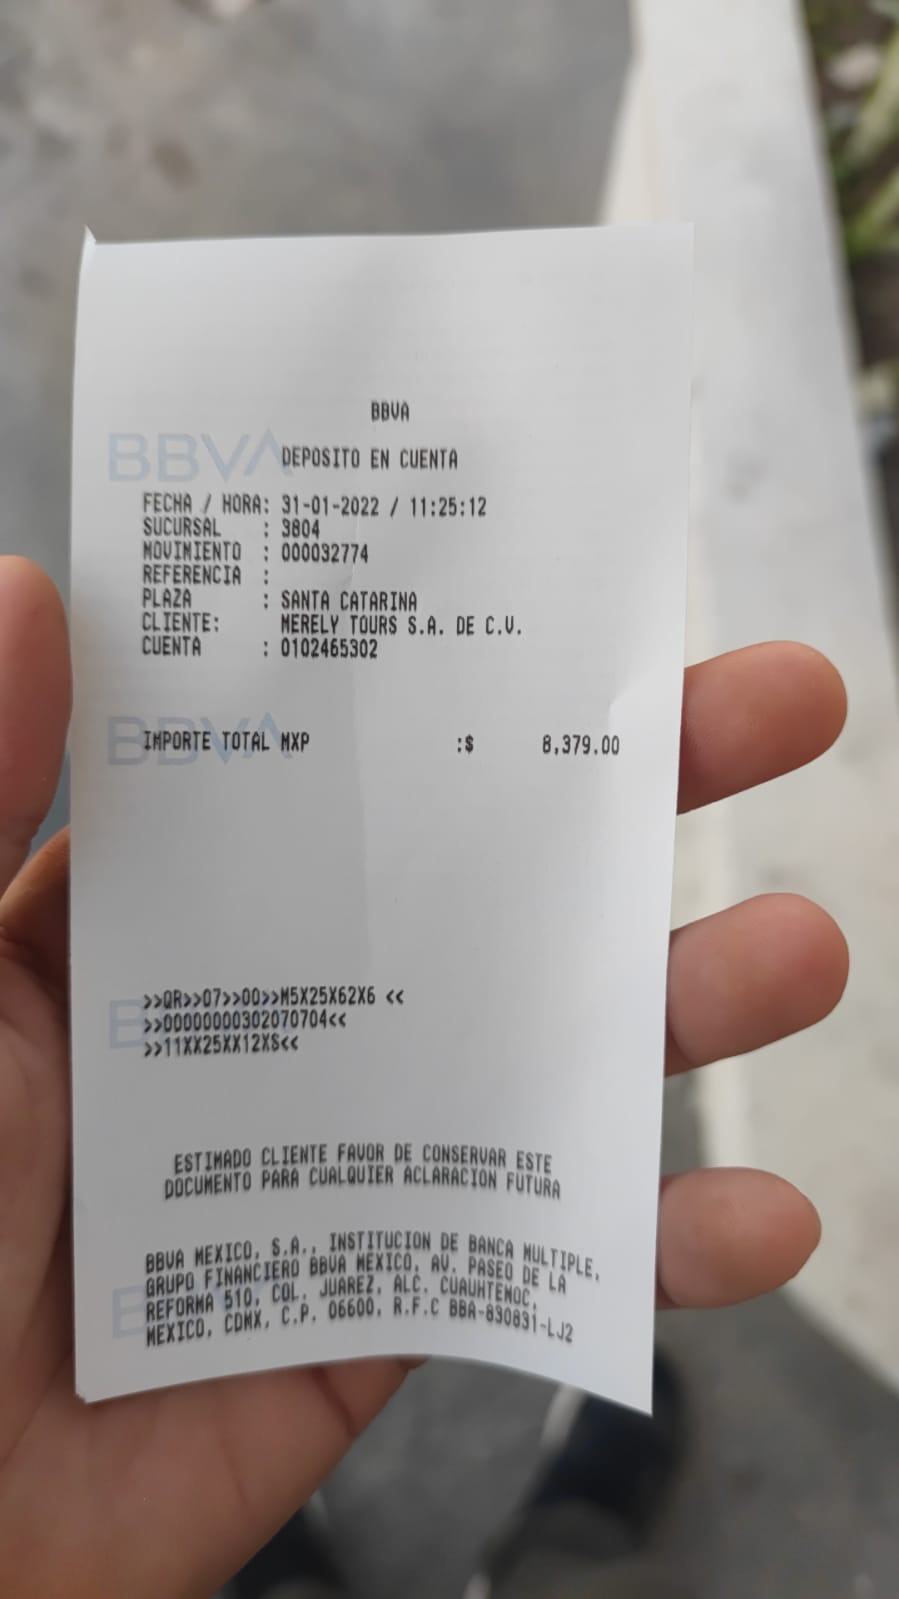 BBVA
BBVA
DEPOSITO EN CUENTA
FECHA / HORA: 31-01-2022 / 11:25:12
SUCURSAL : 3804
MOVIMIENTO : 000032774
REFERENCIA :
PLAZA : SANTA CATARINA
CLIENTE: MERELY TOURS S.A. DE C.V.
CUENTA : 0102465302
BBVA
IMPORTE TOTAL MXP :$ 8,379.00
>>QR>>07>>00>>M5X25X62X6 <<
>>00000000302070704<<
>>11XX25XX12XS<<
ESTIMADO CLIENTE FAVOR DE CONSERVAR ESTE
DOCUMENTO PARA CUALQUIER ACLARACION FUTURA
BBVA MEXICO, S.A., INSTITUCION DE BANCA MULTIPLE,
GRUPO FINANCIERO BBVA MEXICO, AV. PASEO DE LA
REFORMA 510, COL. JUAREZ, ALC. CUAUHTEMOC,
MEXICO, CDMX, C.P. 06600, R.F.C BBA-830831-LJ2